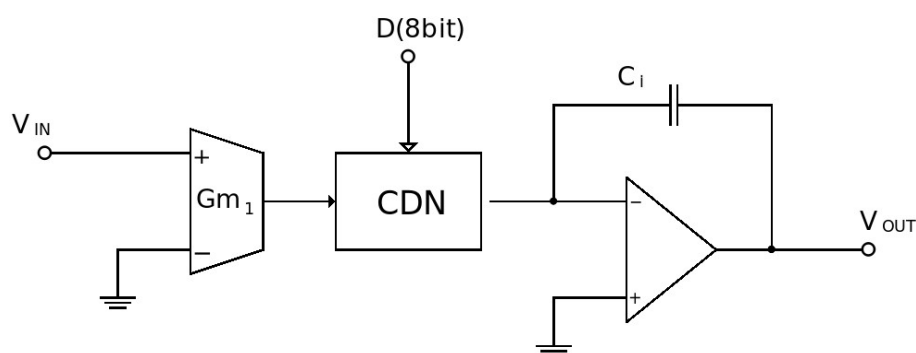 D(8bit)
C i
V IN
+
Gm 1
CDN
−
−
V OUT
+